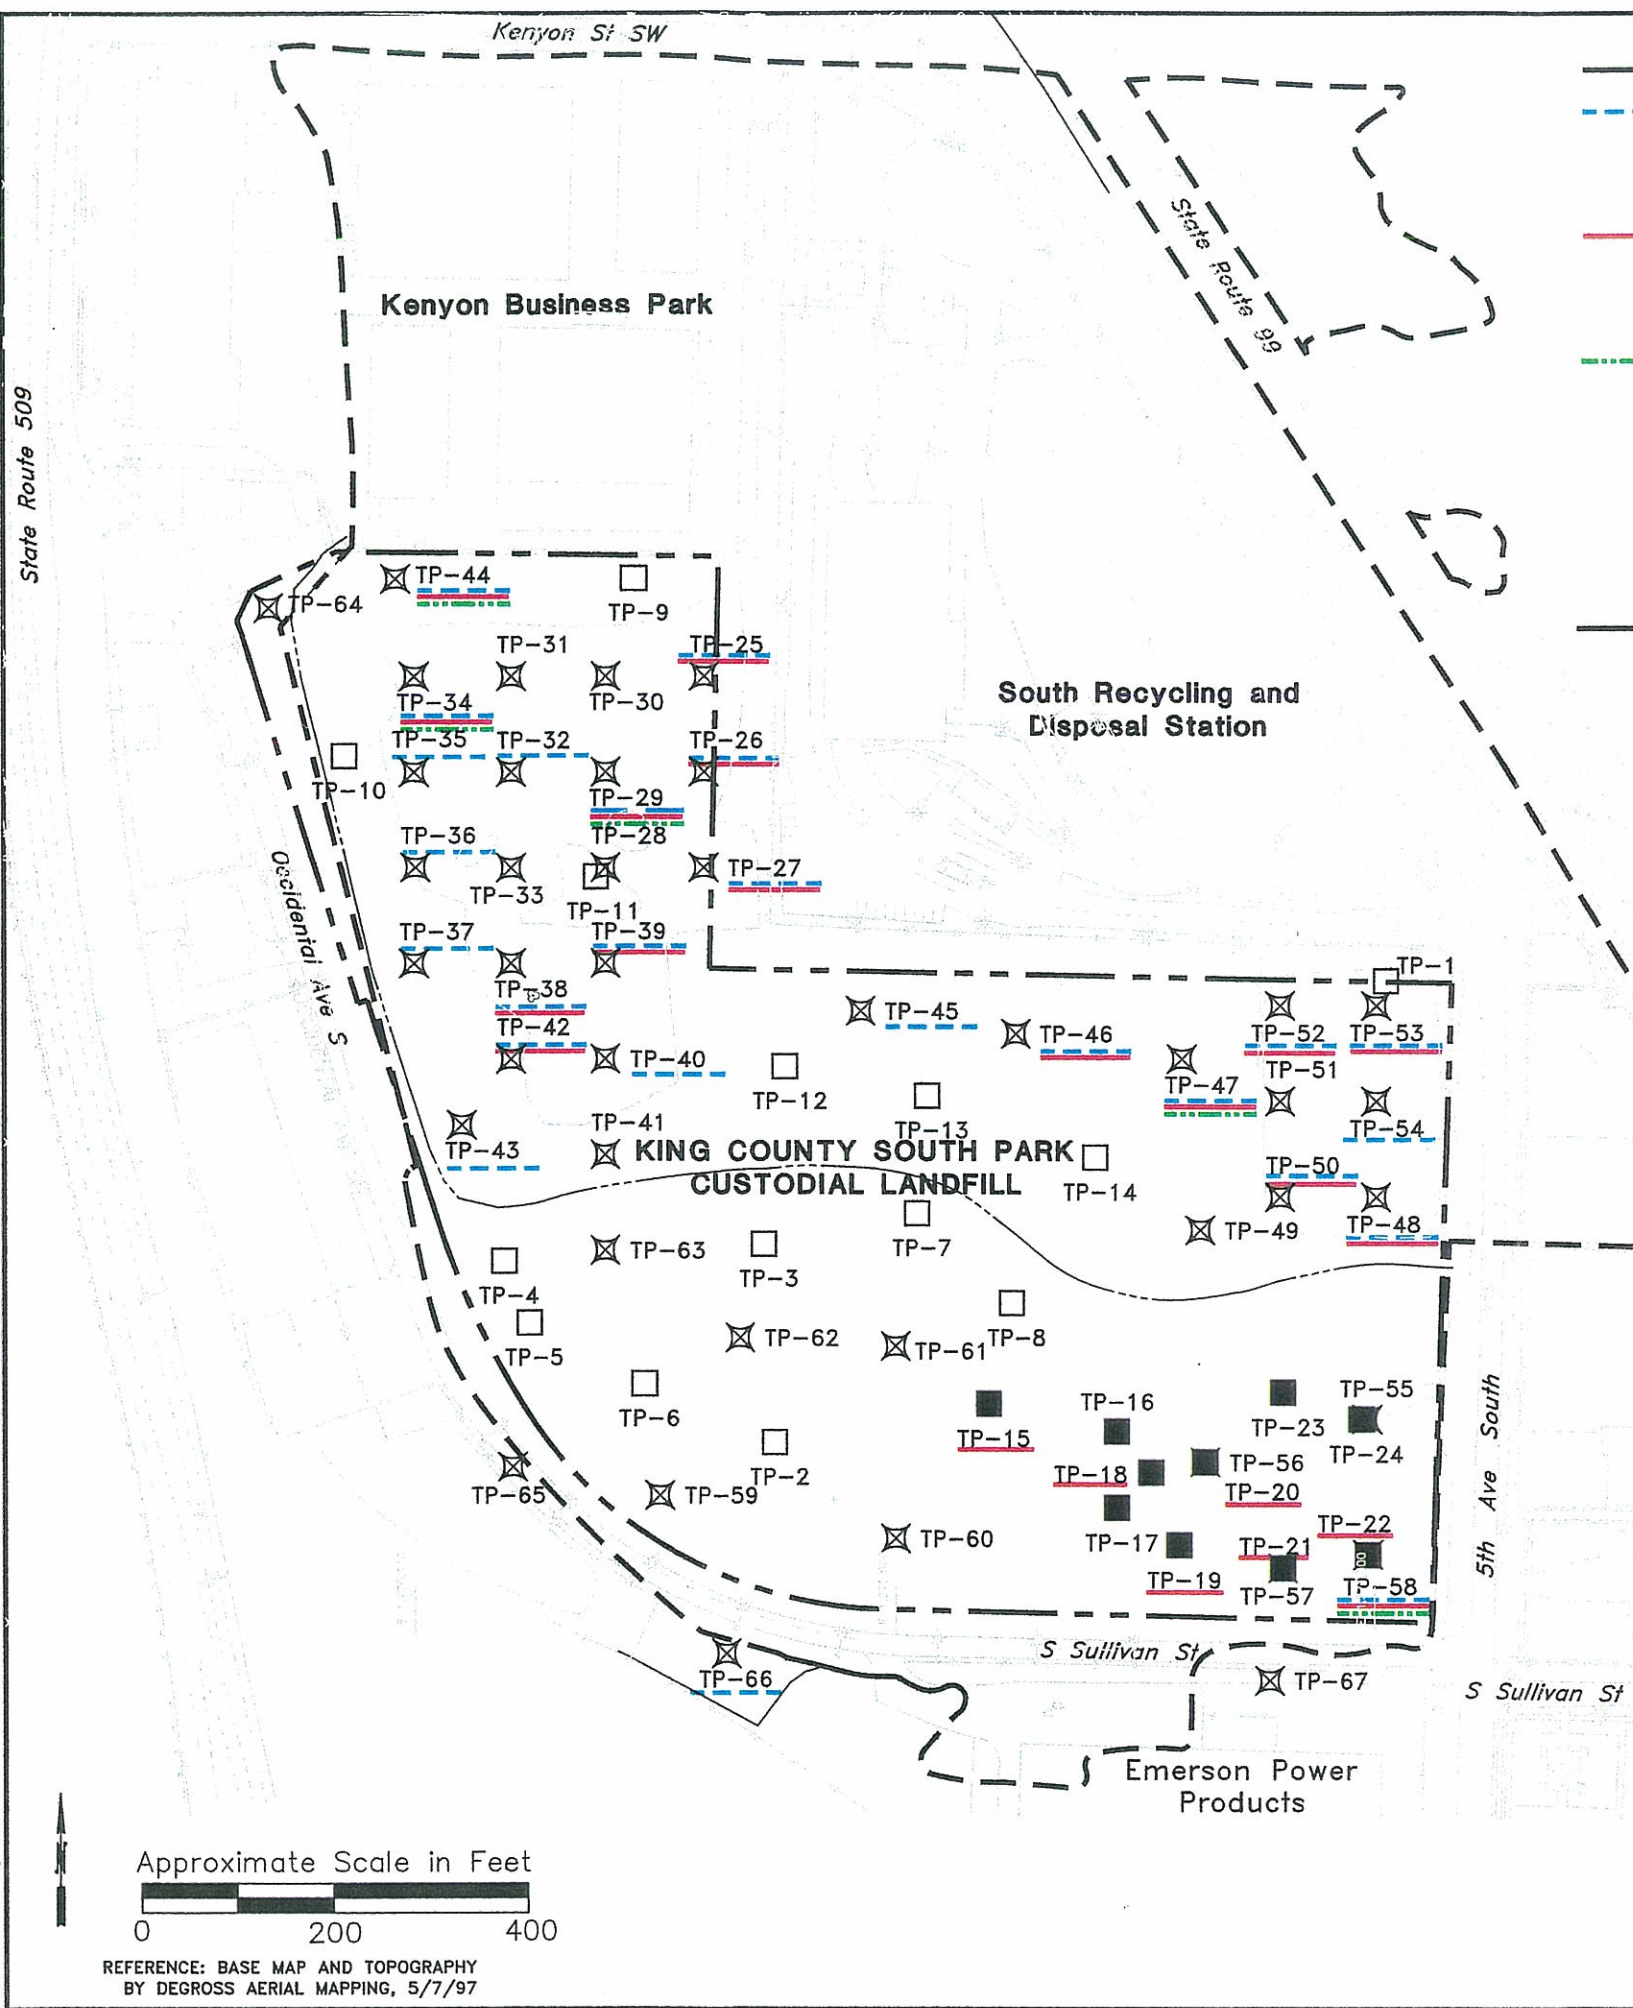 Kenyon St SW
State Route 99
Kenyon Business Park
State Route 509
TP-44
TP-9
TP-64
TP-31
TP-25
TP-34
TP-30
South Recycling and
Disposal Station
TP-35
TP-32
TP-26
TP-10
TP-29
TP-36
TP-28
TP-33
TP-27
TP-11
Occidental Ave S
TP-37
TP-39
TP-1
TP-38
TP-45
TP-42
TP-46
TP-52
TP-53
TP-40
TP-51
TP-12
TP-47
TP-41
TP-13
TP-54
TP-43
KING COUNTY SOUTH PARK
CUSTODIAL LANDFILL
TP-50
TP-14
TP-49
TP-48
TP-63
TP-7
TP-3
TP-4
TP-62
TP-61
TP-8
TP-5
TP-55
TP-16
TP-6
TP-23
TP-15
TP-24
TP-2
TP-18
TP-56
TP-65
TP-59
TP-20
TP-22
TP-60
TP-17
TP-21
TP-19
TP-57
TP-58
5th Ave South
S Sullivan St
TP-66
TP-67
S Sullivan St
Emerson Power
Products
Approximate Scale in Feet
0 200 400
REFERENCE: BASE MAP AND TOPOGRAPHY
BY DEGROSS AERIAL MAPPING, 5/7/97